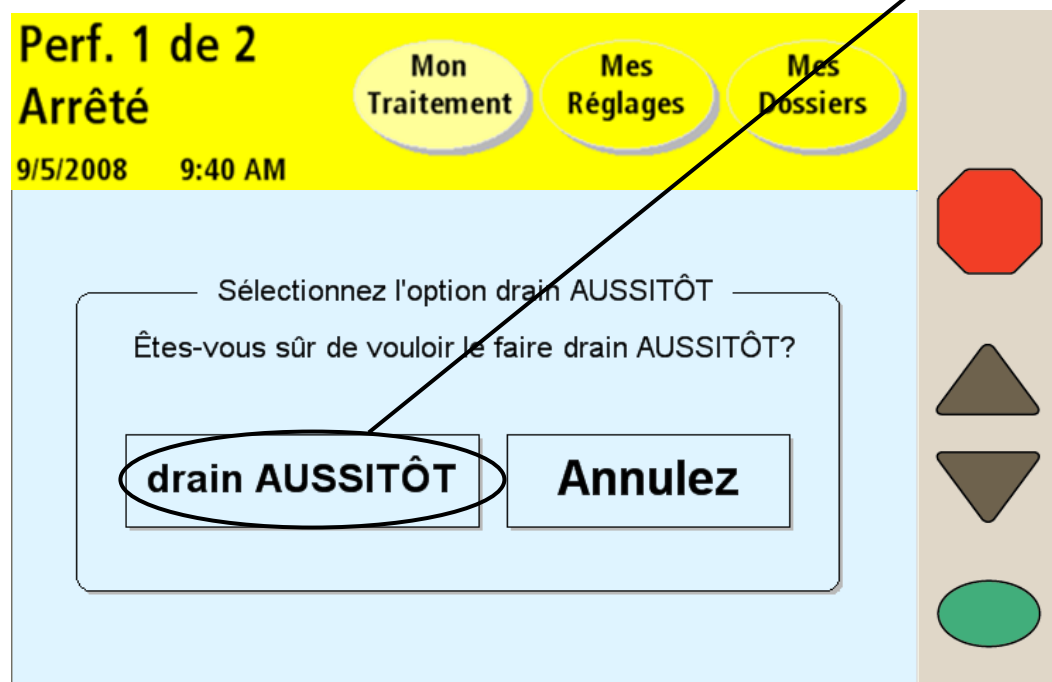 Perf. 1 de 2
Arrêté
9/5/2008 9:40 AM
Mon
Traitement
Mes
Réglages
Mes
Dossiers
Sélectionnez l'option drain AUSSITÔT
Êtes-vous sûr de vouloir le faire drain AUSSITÔT?
drain AUSSITÔT
Annulez